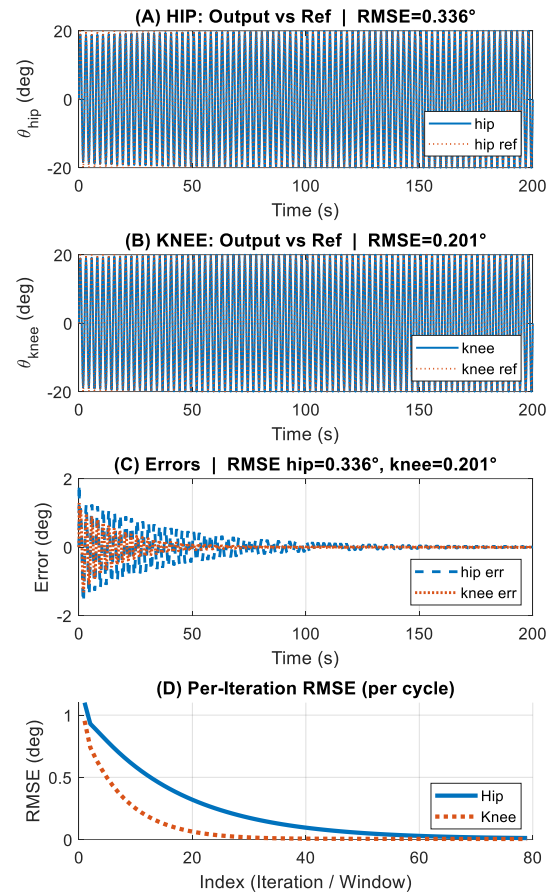 (A) HIP: Output vs Ref | RMSE=0.336°
θhip (deg)
20
0
-20
hip
hip ref
0
50
100
150
200
Time (s)
(B) KNEE: Output vs Ref | RMSE=0.201°
θknee (deg)
20
0
-20
knee
knee ref
0
50
100
150
200
Time (s)
(C) Errors | RMSE hip=0.336°, knee=0.201°
Error (deg)
2
0
-2
hip err
knee err
0
50
100
150
200
Time (s)
(D) Per-Iteration RMSE (per cycle)
RMSE (deg)
1
0.5
0
Hip
Knee
0
20
40
60
80
Index (Iteration / Window)